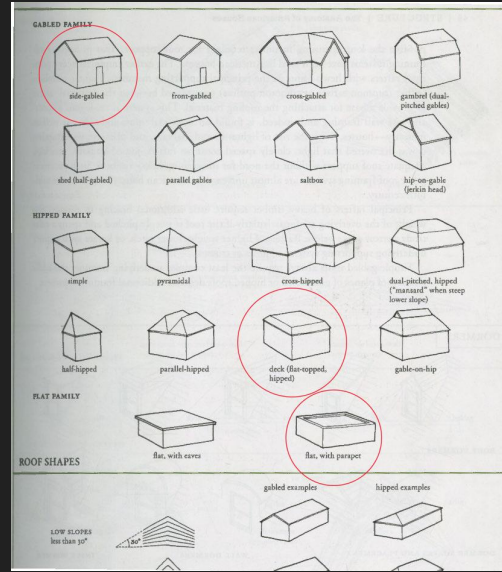 GABLED FAMILY
side-gabled
front-gabled
cross-gabled
gambrel (dual-
pitched gables)
shed (half-gabled)
parallel gables
saltbox
hip-on-gable
(jerkin head)
HIPPED FAMILY
simple
pyramidal
cross-hipped
dual-pitched, hipped
("mansard" when steep
lower slope)
half-hipped
parallel-hipped
deck (flat-topped,
hipped)
gable-on-hip
FLAT FAMILY
flat, with eaves
flat, with parapet
ROOF SHAPES
gabled examples
hipped examples
LOW SLOPES
less than 30°
30°